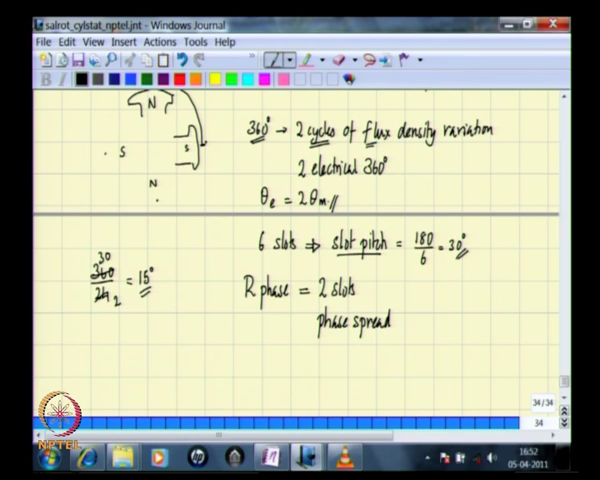 salrot_cylstat_nptel.jnt - Windows Journal
File Edit View Insert Actions Tools Help
B I
N
S
S
N
360° → 2 cycles of flux density variation
2 electrical 360°
θe = 2θm //
6 slots ⇒ slot pitch = 180/6 = 30°
30
360/24 2 = 15°
R phase = 2 slots
phase spread
34/34
34
NPTEL
hp
16:52
05-04-2011